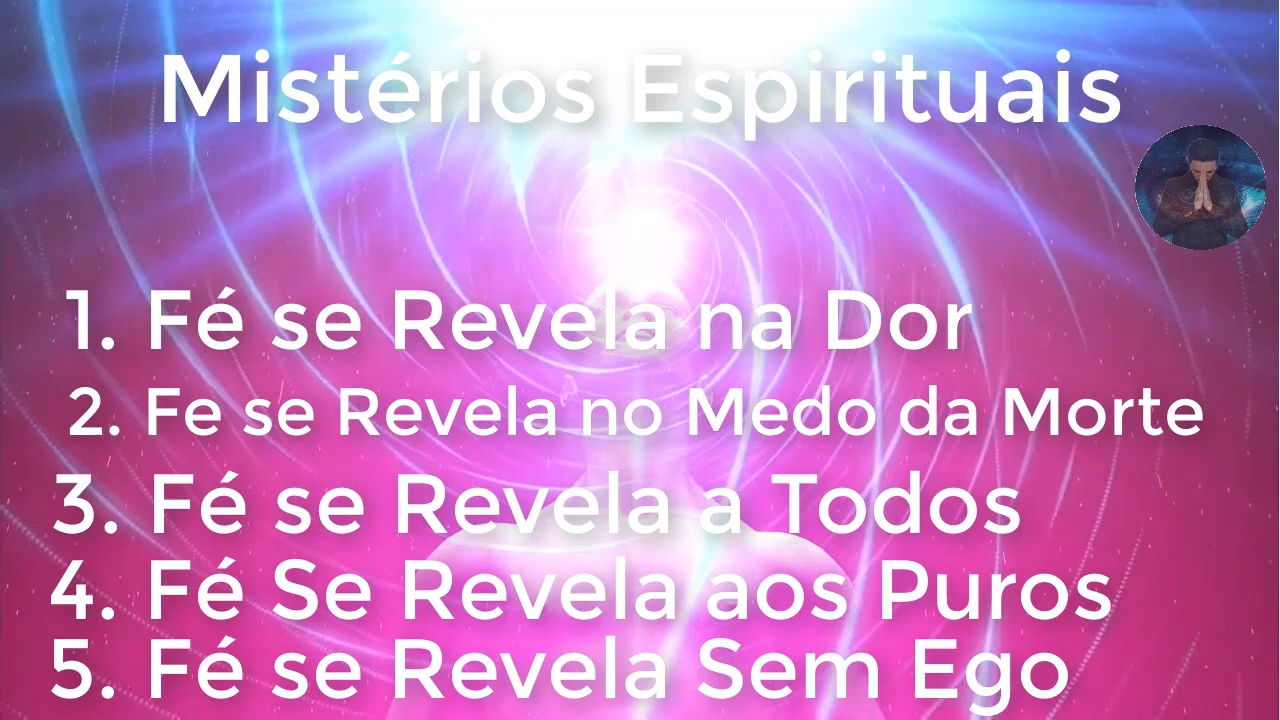 Mistérios Espirituais
1. Fé se Revela na Dor
2. Fe se Revela no Medo da Morte
3. Fé se Revela a Todos
4. Fé Se Revela aos Puros
5. Fé se Revela Sem Ego